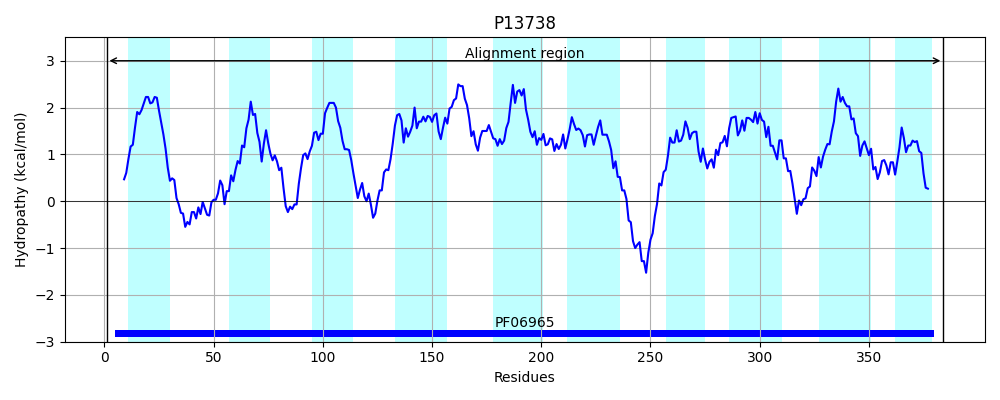 P13738
Hydropathy (kcal/mol)
3
2
1
0
−1
−2
−3
Alignment region
PF06965
0 50 100 150 200 250 300 350
Residues